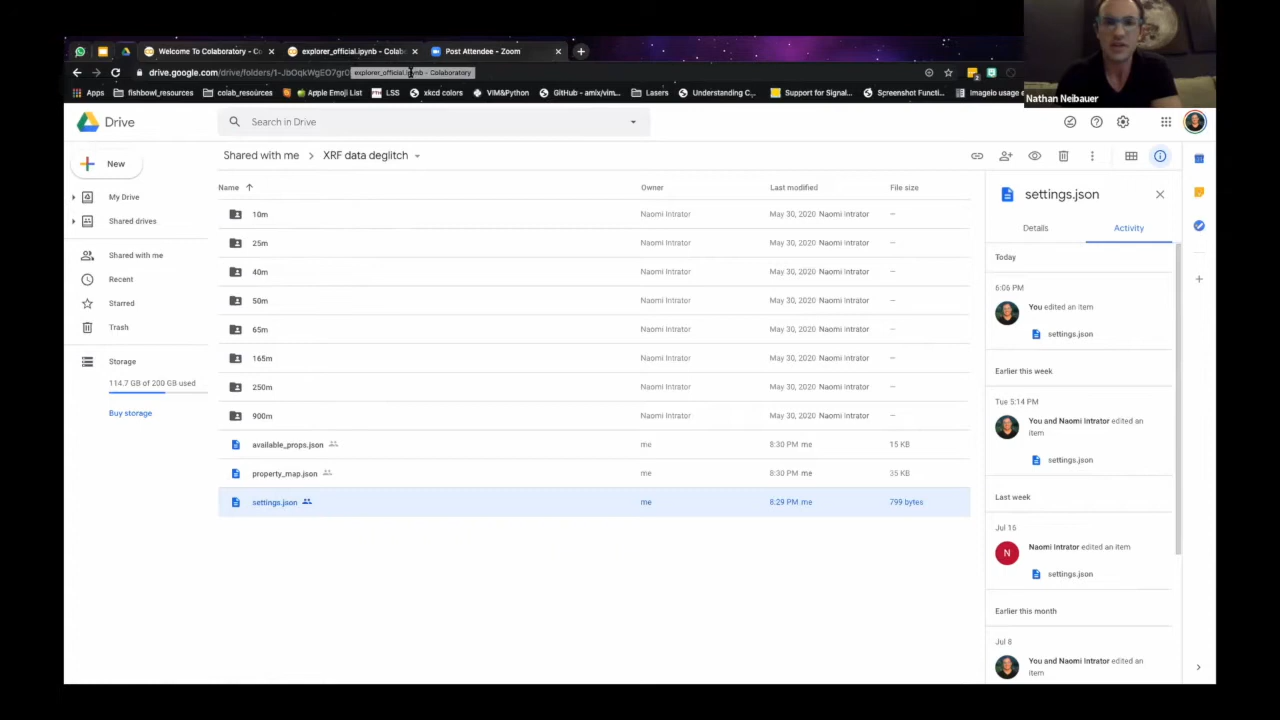 Welcome To Colaboratory - Co
explorer_official.ipynb - Colabo
Post Attendee - Zoom
drive.google.com/drive/folders/1-JbOqkWgEO7gr0
explorer_official.ipynb - Colaboratory
Apps
fishbowl_resources
colab_resources
Apple Emoji List
LSS
xkcd colors
VIM&Python
GitHub - amix/vim...
Lasers
Understanding C...
Support for Signal...
Screenshot Functi...
Imageio usage ex
Nathan Neibauer
Drive
Search in Drive
New
Shared with me > XRF data deglitch
My Drive
Shared drives
Shared with me
Recent
Starred
Trash
Storage
114.7 GB of 200 GB used
Buy storage
Name
Owner
Last modified
File size
10m Naomi Intrator May 30, 2020 Naomi Intrator –
25m Naomi Intrator May 30, 2020 Naomi Intrator –
40m Naomi Intrator May 30, 2020 Naomi Intrator –
50m Naomi Intrator May 30, 2020 Naomi Intrator –
65m Naomi Intrator May 30, 2020 Naomi Intrator –
165m Naomi Intrator May 30, 2020 Naomi Intrator –
250m Naomi Intrator May 30, 2020 Naomi Intrator –
900m Naomi Intrator May 30, 2020 Naomi Intrator –
available_props.json me 8:30 PM me 15 KB
property_map.json me 8:30 PM me 35 KB
settings.json me 8:29 PM me 799 bytes
settings.json
Details
Activity
Today
6:06 PM
You edited an item
settings.json
Earlier this week
Tue 5:14 PM
You and Naomi Intrator edited an
item
settings.json
Last week
Jul 16
N
Naomi Intrator edited an item
settings.json
Earlier this month
Jul 8
You and Naomi Intrator edited an
item